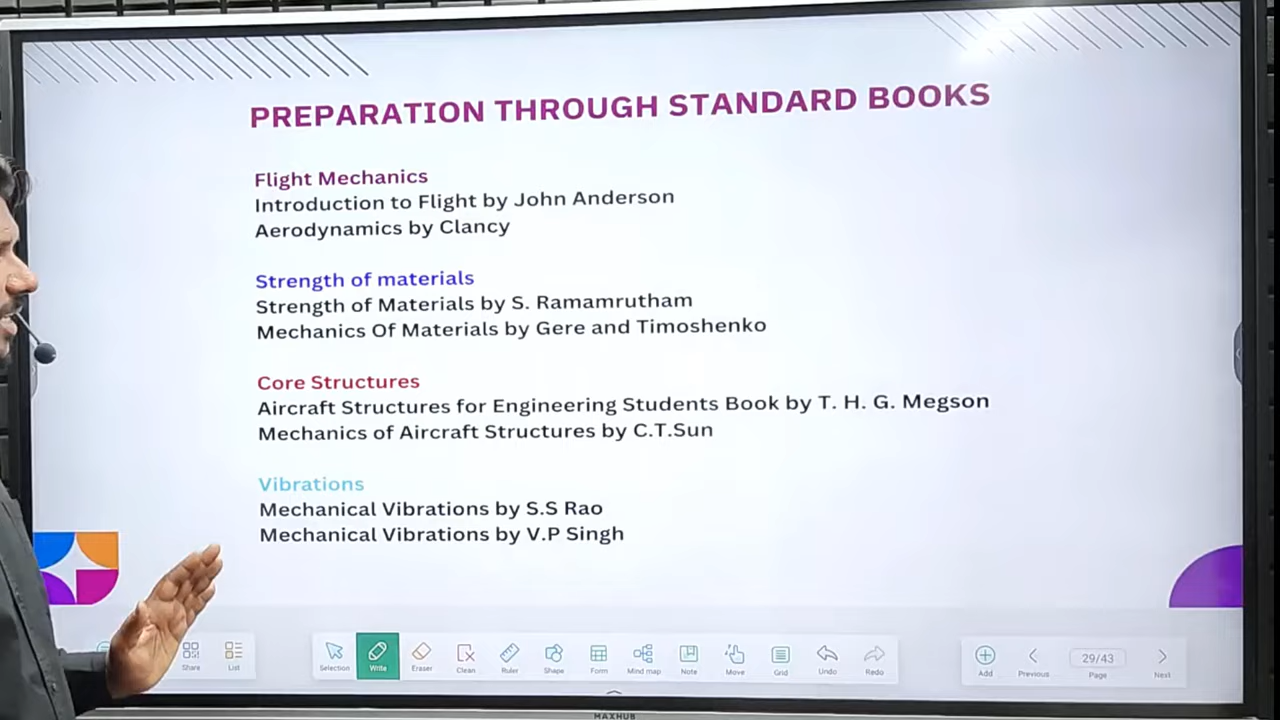 PREPARATION THROUGH STANDARD BOOKS
Flight Mechanics
Introduction to Flight by John Anderson
Aerodynamics by Clancy
Strength of materials
Strength of Materials by S. Ramamrutham
Mechanics Of Materials by Gere and Timoshenko
Core Structures
Aircraft Structures for Engineering Students Book by T. H. G. Megson
Mechanics of Aircraft Structures by C.T.Sun
Vibrations
Mechanical Vibrations by S.S Rao
Mechanical Vibrations by V.P Singh
Share List Selection Write Eraser Clean Ruler Shape Form Mind map Note Move Grid Undo Redo Add Previous 29/43 Page Next
MAXHUB